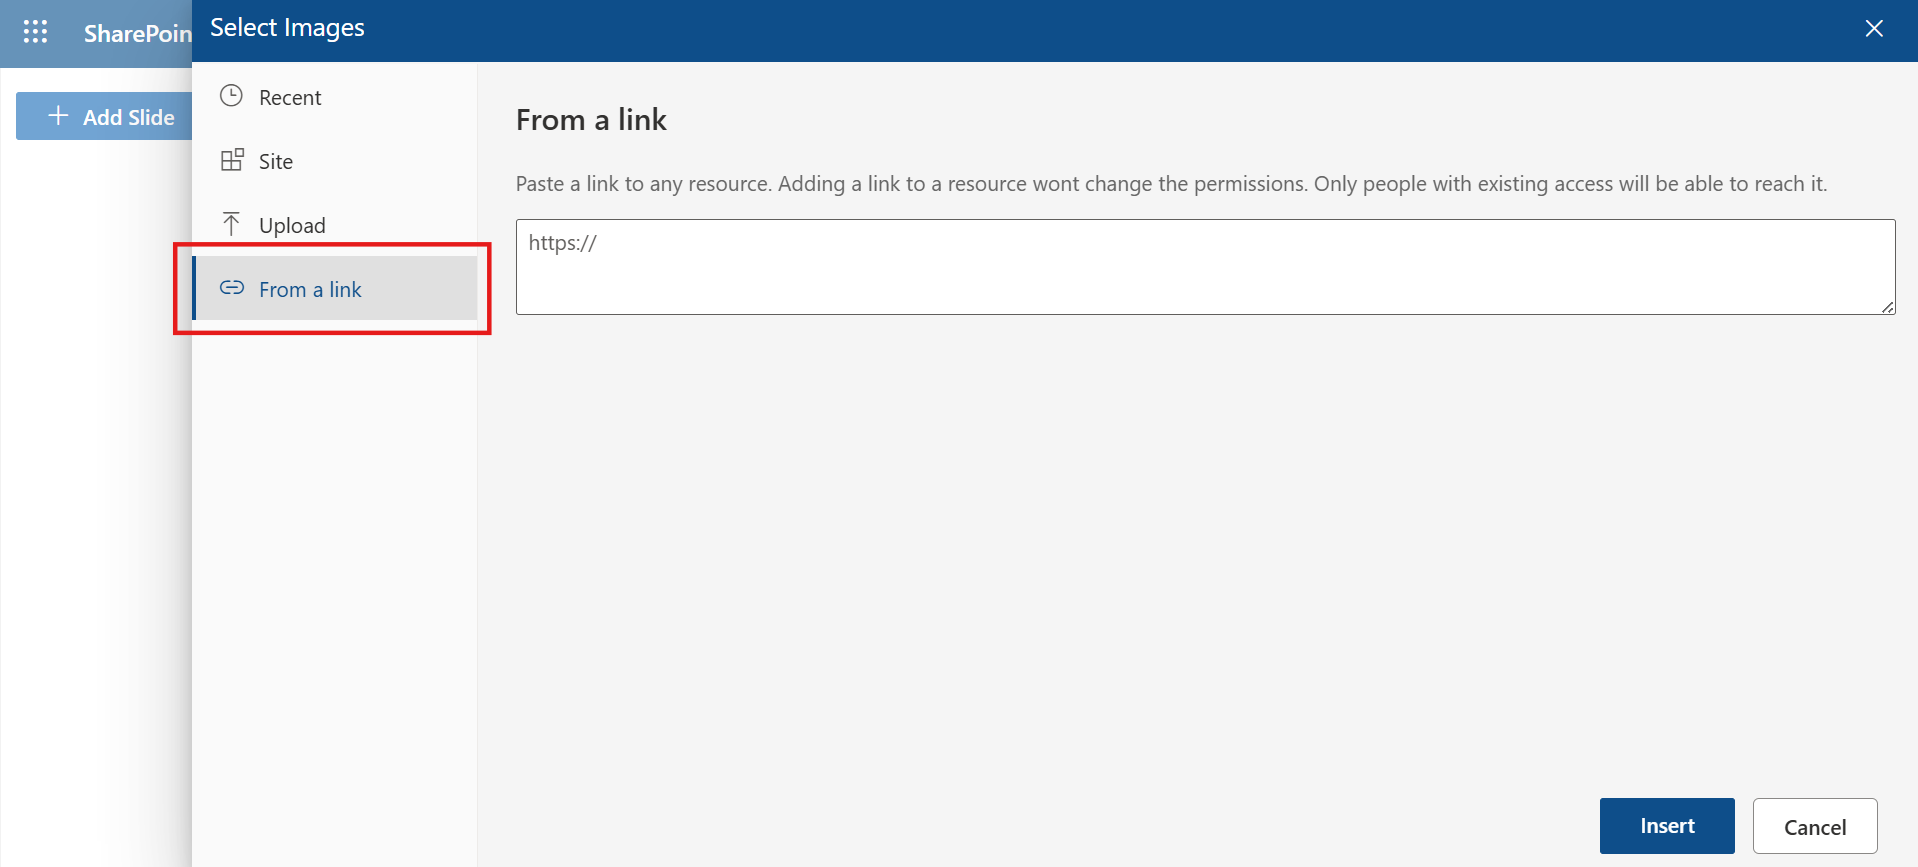 SharePoin
Select Images
Add Slide
Recent
Site
Upload
From a link
From a link
Paste a link to any resource. Adding a link to a resource wont change the permissions. Only people with existing access will be able to reach it.
https://
Insert
Cancel